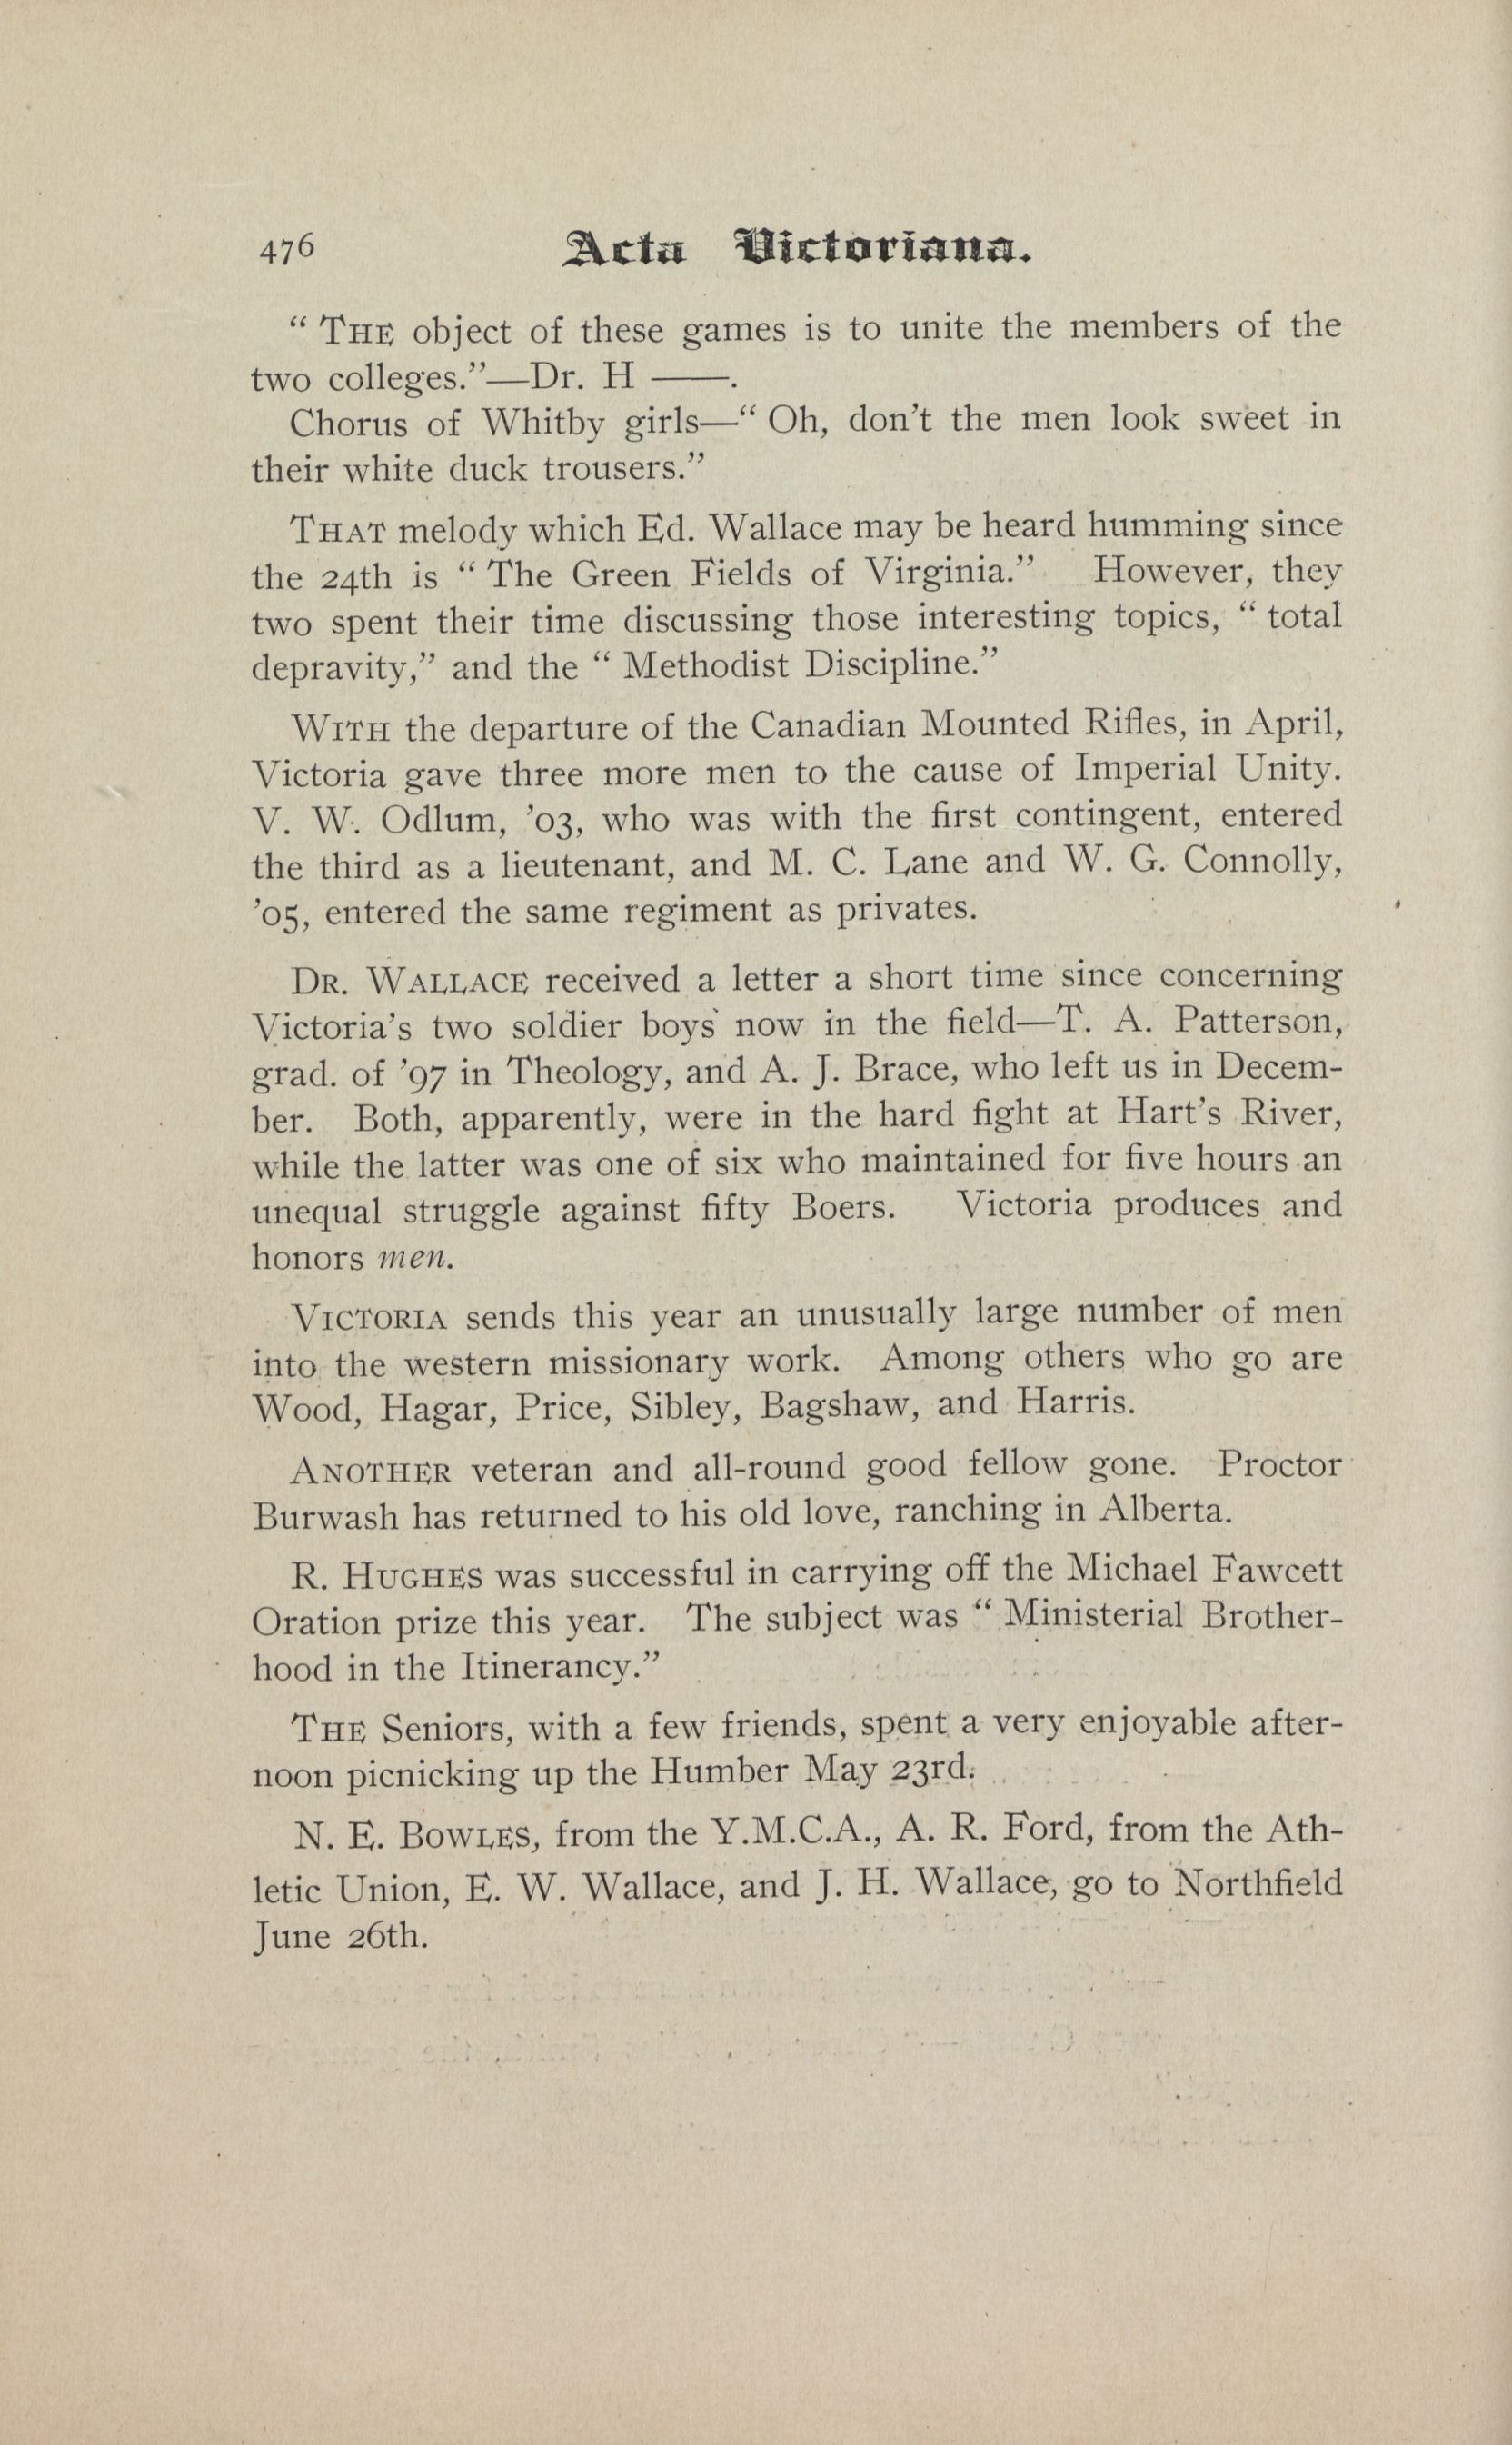 476 Acta Victoriana.
“ THE object of these games is to unite the members of the
two colleges.”—Dr. H ——.
Chorus of Whitby girls—“ Oh, don’t the men look sweet in
their white duck trousers.”
THAT melody which Ed. Wallace may be heard humming since
the 24th is “ The Green Fields of Virginia.” However, they
two spent their time discussing those interesting topics, “ total
depravity,” and the “ Methodist Discipline.”
WITH the departure of the Canadian Mounted Rifles, in April,
Victoria gave three more men to the cause of Imperial Unity.
V. W. Odlum, ’03, who was with the first contingent, entered
the third as a lieutenant, and M. C. Lane and W. G. Connolly,
’05, entered the same regiment as privates.
DR. WALLACE received a letter a short time since concerning
Victoria’s two soldier boys now in the field—T. A. Patterson,
grad. of ’97 in Theology, and A. J. Brace, who left us in Decem-
ber. Both, apparently, were in the hard fight at Hart’s River,
while the latter was one of six who maintained for five hours an
unequal struggle against fifty Boers. Victoria produces and
honors men.
VICTORIA sends this year an unusually large number of men
into the western missionary work. Among others who go are
Wood, Hagar, Price, Sibley, Bagshaw, and Harris.
ANOTHER veteran and all-round good fellow gone. Proctor
Burwash has returned to his old love, ranching in Alberta.
R. HUGHES was successful in carrying off the Michael Fawcett
Oration prize this year. The subject was “ Ministerial Brother-
hood in the Itinerancy.”
THE Seniors, with a few friends, spent a very enjoyable after-
noon picnicking up the Humber May 23rd.
N. E. BOWLES, from the Y.M.C.A., A. R. Ford, from the Ath-
letic Union, E. W. Wallace, and J. H. Wallace, go to Northfield
June 26th.